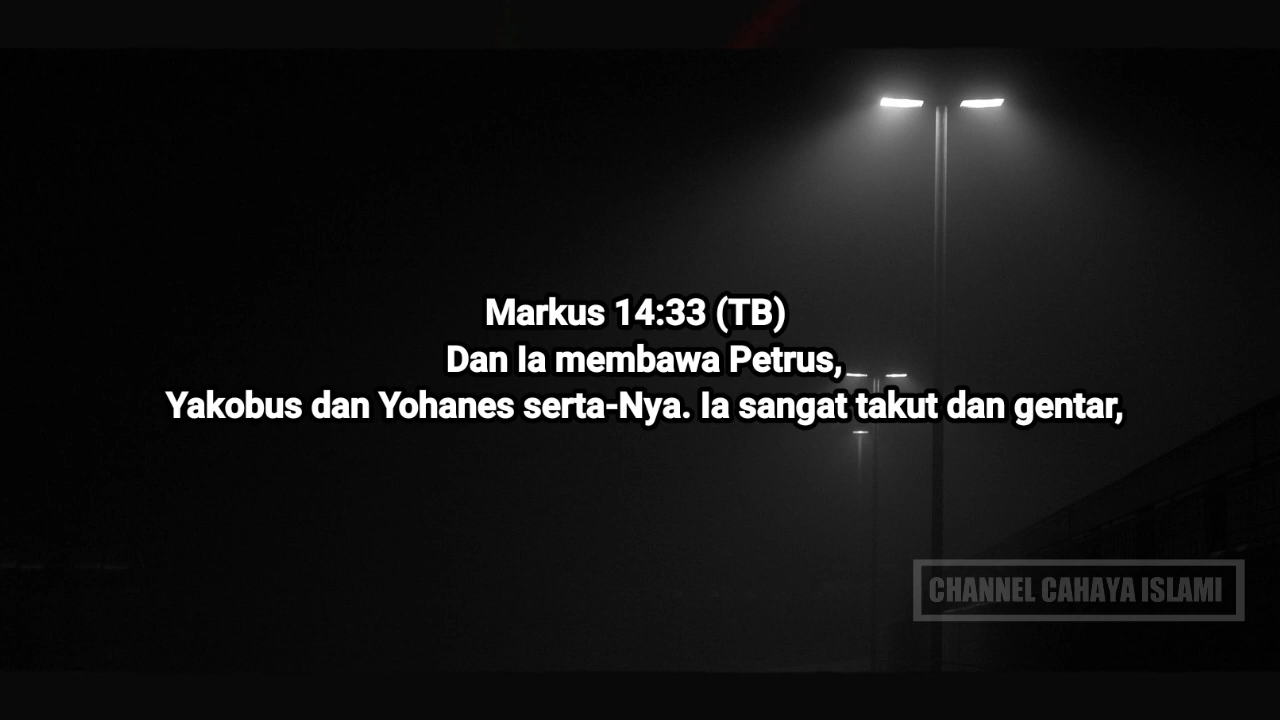 Markus 14:33 (TB)
Dan Ia membawa Petrus,
Yakobus dan Yohanes serta-Nya. Ia sangat takut dan gentar,
CHANNEL CAHAYA ISLAMI